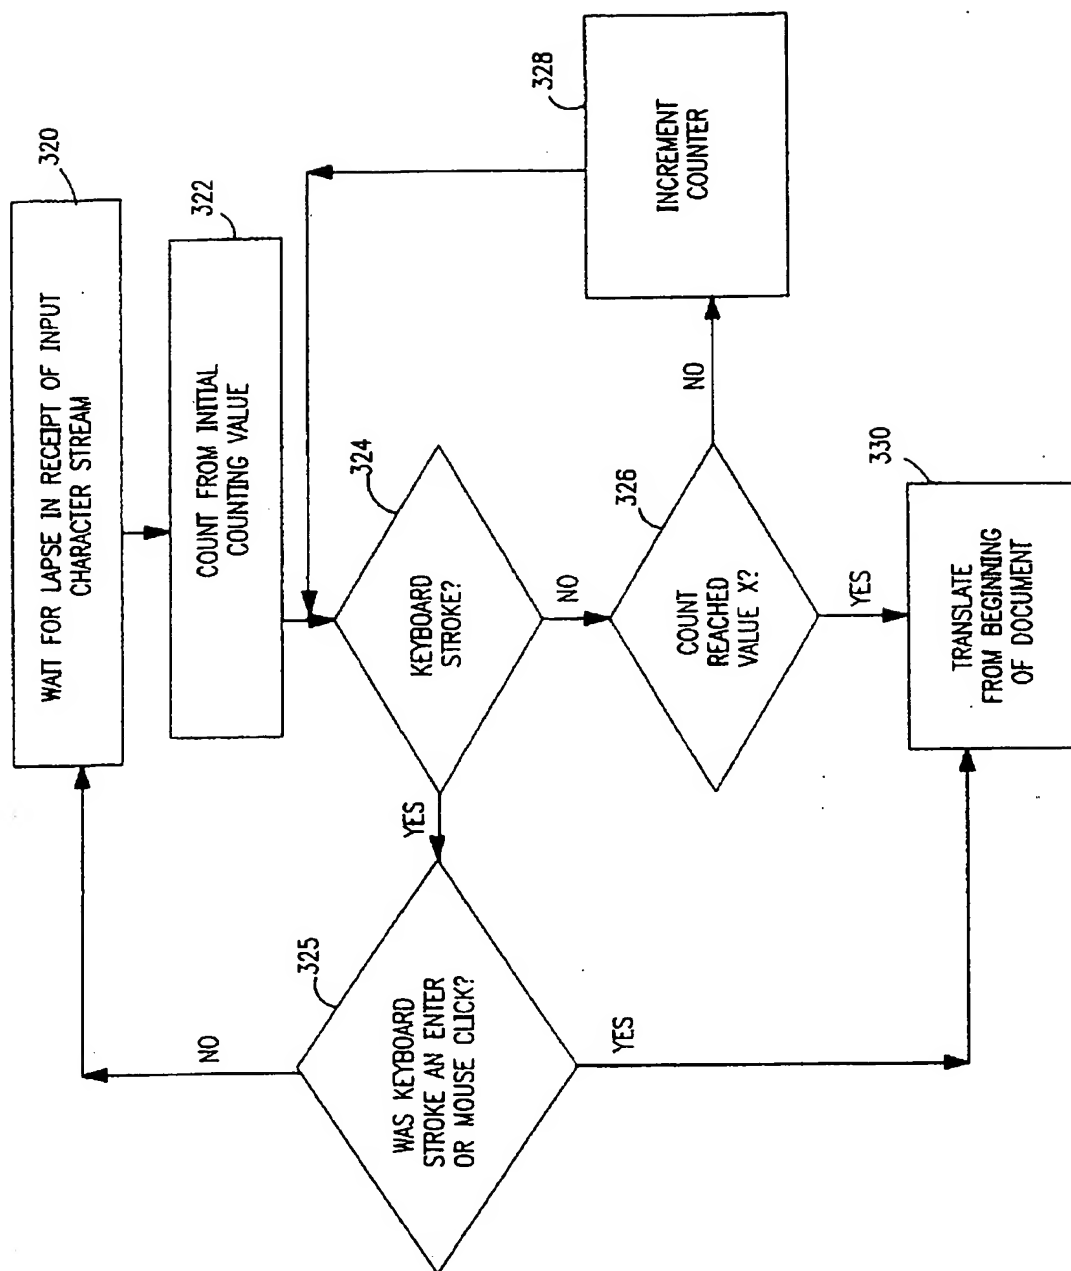 320
WAIT FOR LAPSE IN RECEIPT OF INPUT
CHARACTER STREAM
322
COUNT FROM INITIAL
COUNTING VALUE
324
KEYBOARD
STROKE?
YES
NO
325
WAS KEYBOARD
STROKE AN ENTER
OR MOUSE CLICK?
NO
YES
326
COUNT
REACHED
VALUE X?
NO
YES
328
INCREMENT
COUNTER
330
TRANSLATE
FROM BEGINNING
OF DOCUMENT